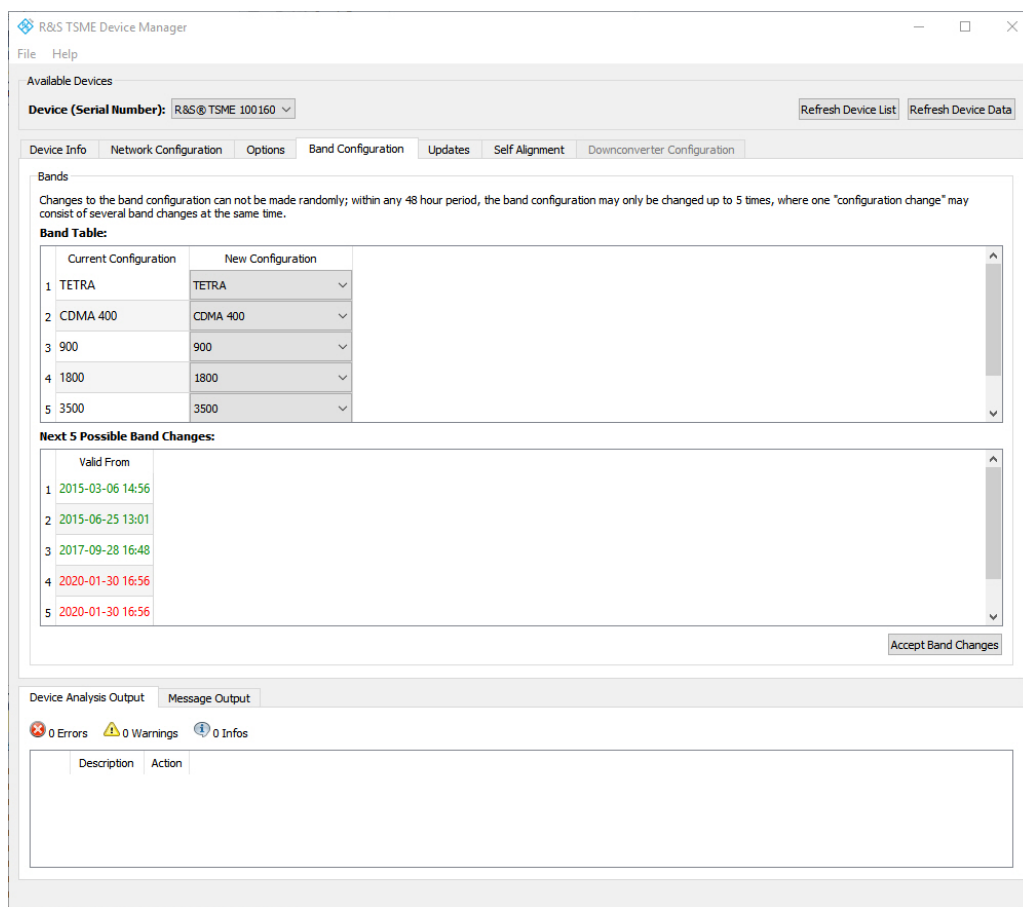 R&S TSME Device Manager
File Help
Available Devices
Device (Serial Number): R&S® TSME 100160 Refresh Device List Refresh Device Data
Device Info Network Configuration Options Band Configuration Updates Self Alignment Downconverter Configuration
Bands
Changes to the band configuration can not be made randomly; within any 48 hour period, the band configuration may only be changed up to 5 times, where one "configuration change" may
consist of several band changes at the same time.
Band Table:
Current Configuration New Configuration
1 TETRA TETRA
2 CDMA 400 CDMA 400
3 900 900
4 1800 1800
5 3500 3500
Next 5 Possible Band Changes:
Valid From
1 2015-03-06 14:56
2 2015-06-25 13:01
3 2017-09-28 16:48
4 2020-01-30 16:56
5 2020-01-30 16:56
Accept Band Changes
Device Analysis Output Message Output
0 Errors 0 Warnings 0 Infos
Description Action